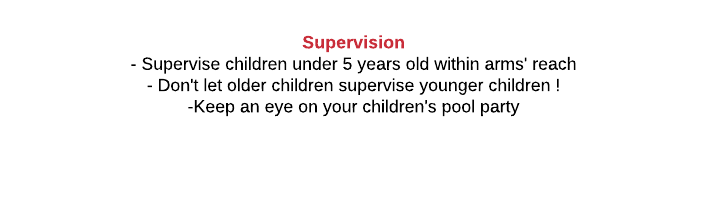 Supervision
- Supervise children under 5 years old within arms' reach
- Don't let older children supervise younger children !
-Keep an eye on your children's pool party